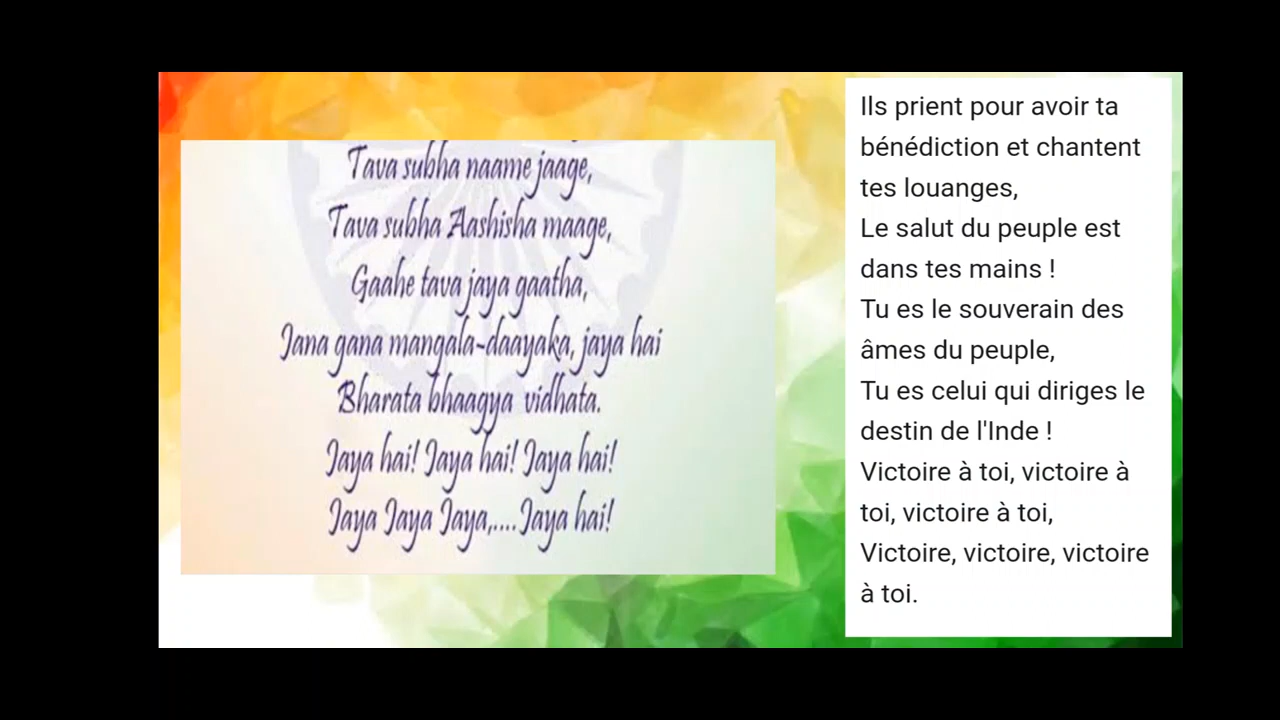 Tava subha naame jaage,
Tava subha Aashisha maage,
Gaahe tava jaya gaatha,
Jana gana mangala-daayaka, jaya hai
Bharata bhaagya vidhata.
Jaya hai! Jaya hai! Jaya hai!
Jaya Jaya Jaya,....Jaya hai!
Ils prient pour avoir ta
bénédiction et chantent
tes louanges,
Le salut du peuple est
dans tes mains !
Tu es le souverain des
âmes du peuple,
Tu es celui qui diriges le
destin de l'Inde !
Victoire à toi, victoire à
toi, victoire à toi,
Victoire, victoire, victoire
à toi.